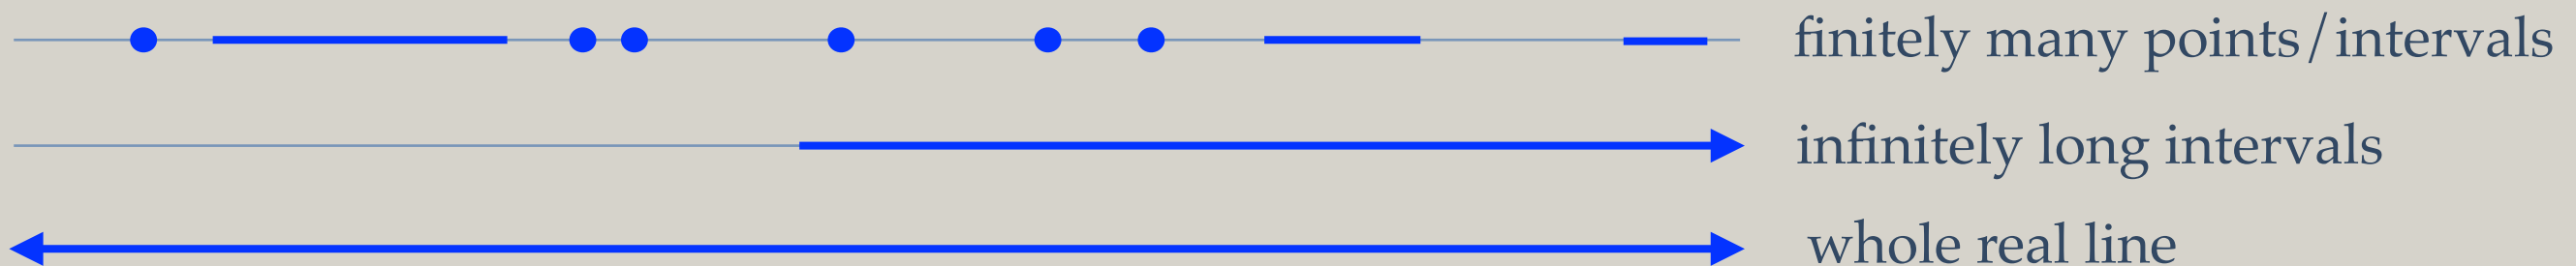 finitely many points/intervals
infinitely long intervals
whole real line